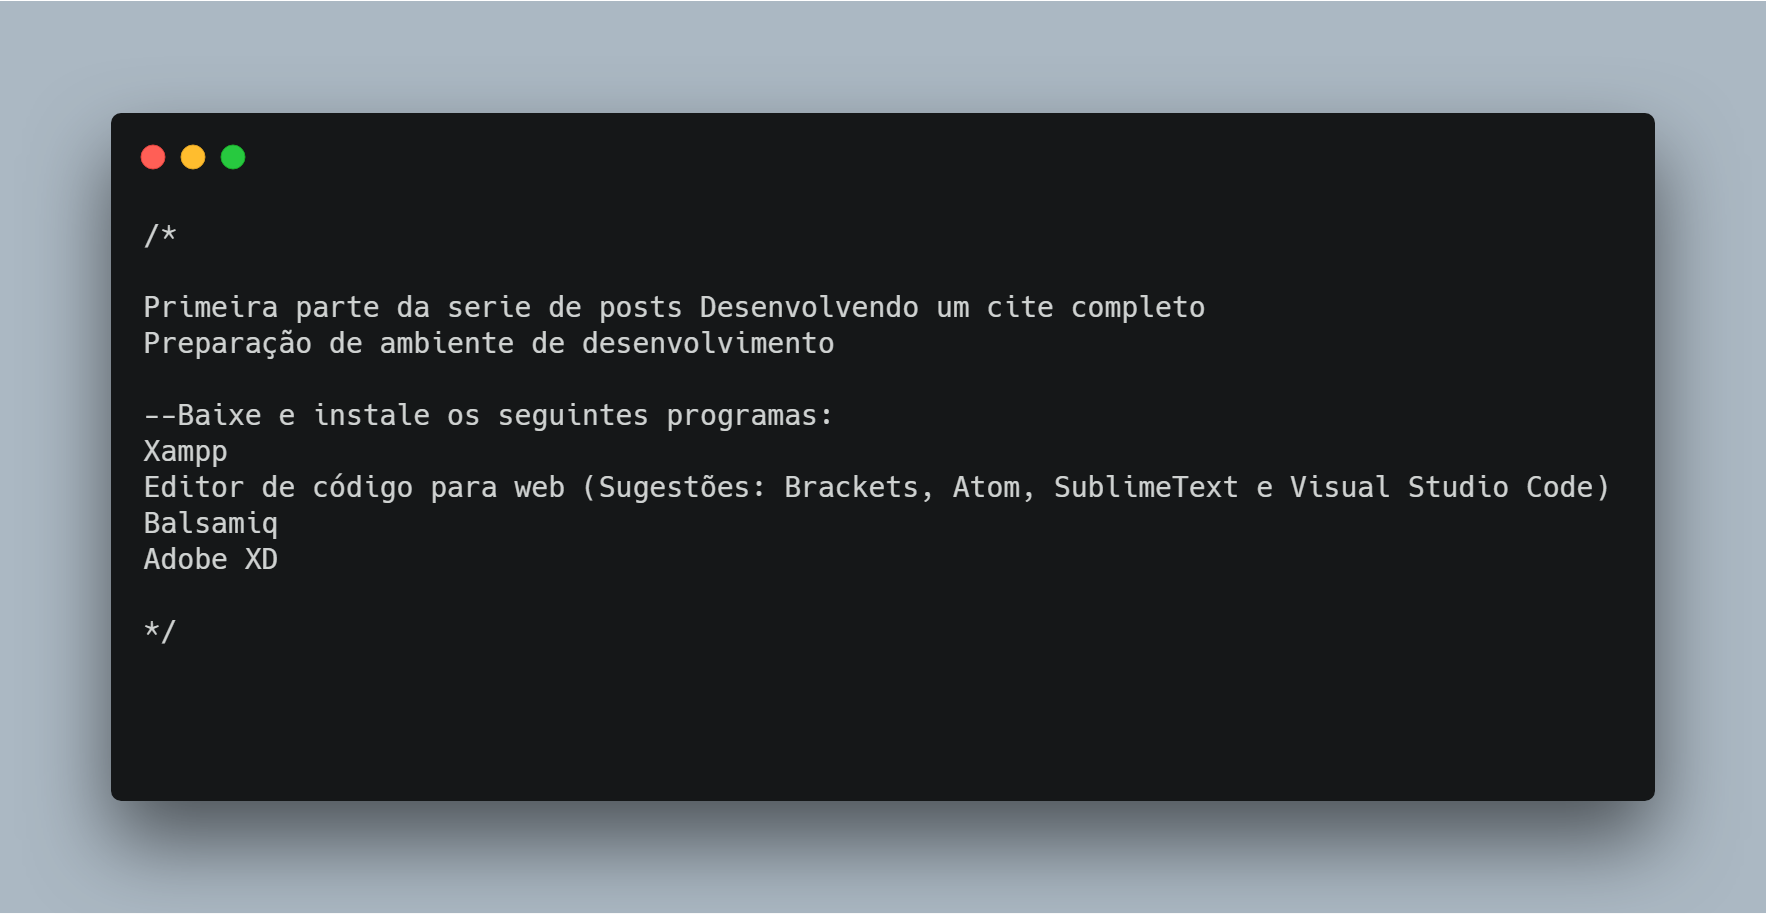 /*
Primeira parte da serie de posts Desenvolvendo um cite completo
Preparação de ambiente de desenvolvimento
--Baixe e instale os seguintes programas:
Xampp
Editor de código para web (Sugestões: Brackets, Atom, SublimeText e Visual Studio Code)
Balsamiq
Adobe XD
*/